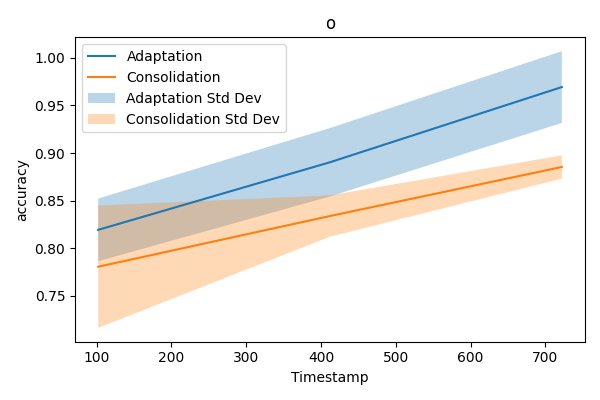 o
Adaptation
Consolidation
Adaptation Std Dev
Consolidation Std Dev
1.00
0.95
0.90
0.85
0.80
0.75
accuracy
100 200 300 400 500 600 700
Timestamp